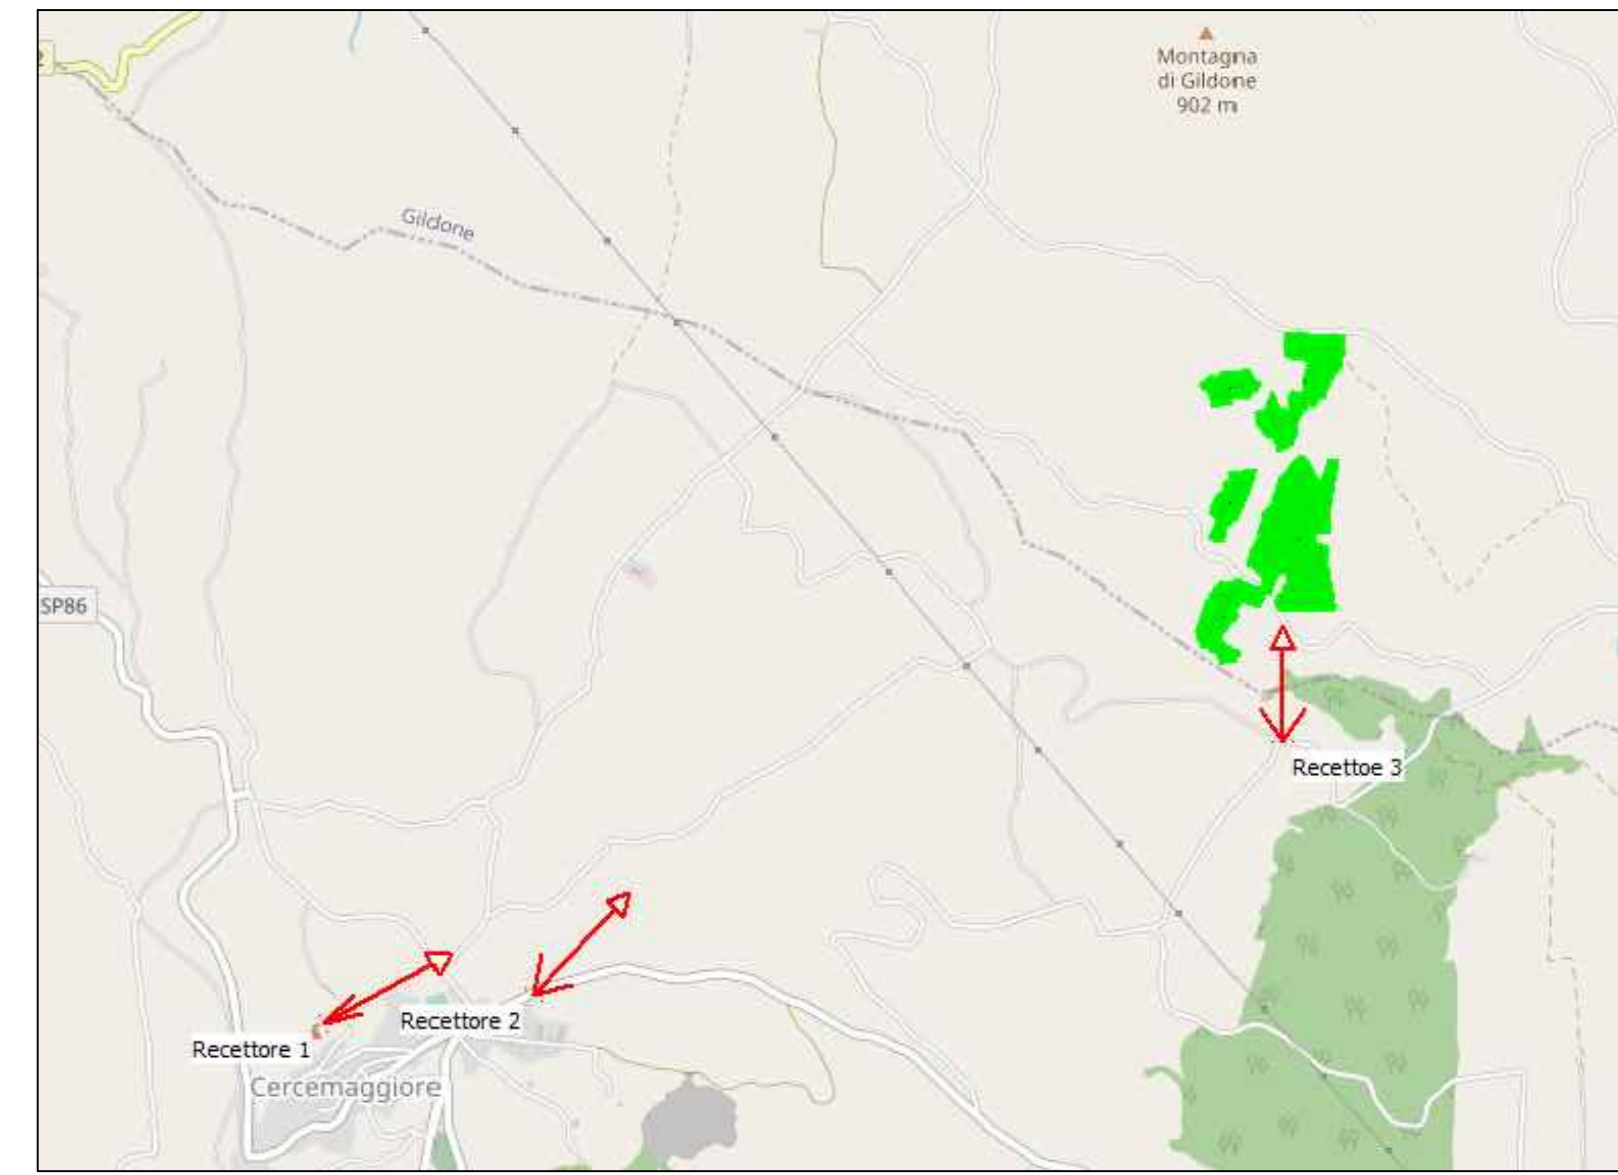 Montagna
di Gildone
902 m
Gildone
SP86
Recettoe 3
Recettore 2
Recettore 1
Cercemaggiore